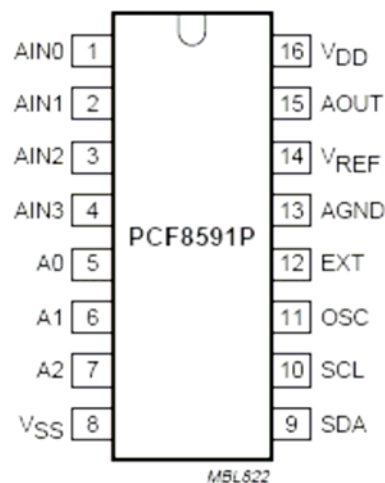 AIN0 1 16 VDD
AIN1 2 15 AOUT
AIN2 3 14 VREF
AIN3 4 13 AGND
PCF8591P
A0 5 12 EXT
A1 6 11 OSC
A2 7 10 SCL
VSS 8 9 SDA
MBL822